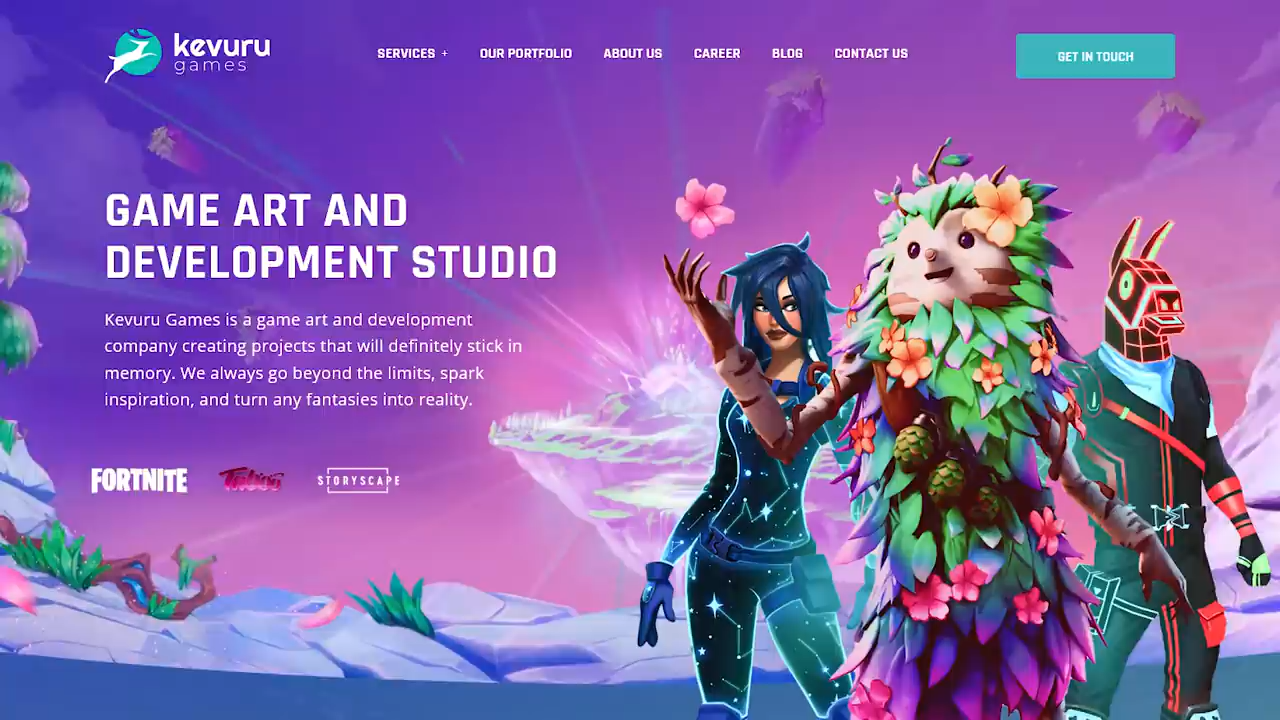 kevuru
games
SERVICES +
OUR PORTFOLIO
ABOUT US
CAREER
BLOG
CONTACT US
GET IN TOUCH
GAME ART AND
DEVELOPMENT STUDIO
Kevuru Games is a game art and development
company creating projects that will definitely stick in
memory. We always go beyond the limits, spark
inspiration, and turn any fantasies into reality.
FORTNITE
STORYSCAPE